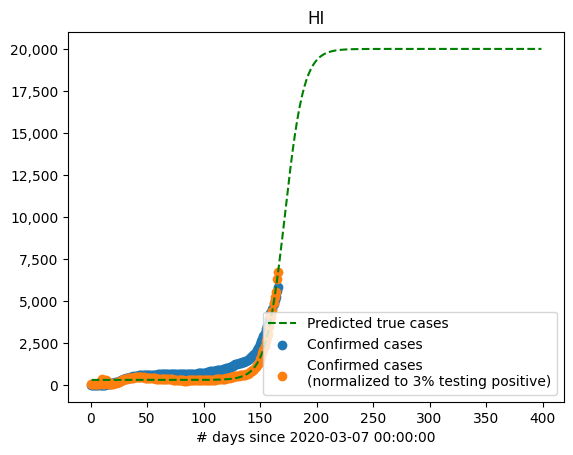 HI
20,000
17,500
15,000
12,500
10,000
7,500
5,000
2,500
0
Predicted true cases
Confirmed cases
Confirmed cases
(normalized to 3% testing positive)
0 50 100 150 200 250 300 350 400
# days since 2020-03-07 00:00:00